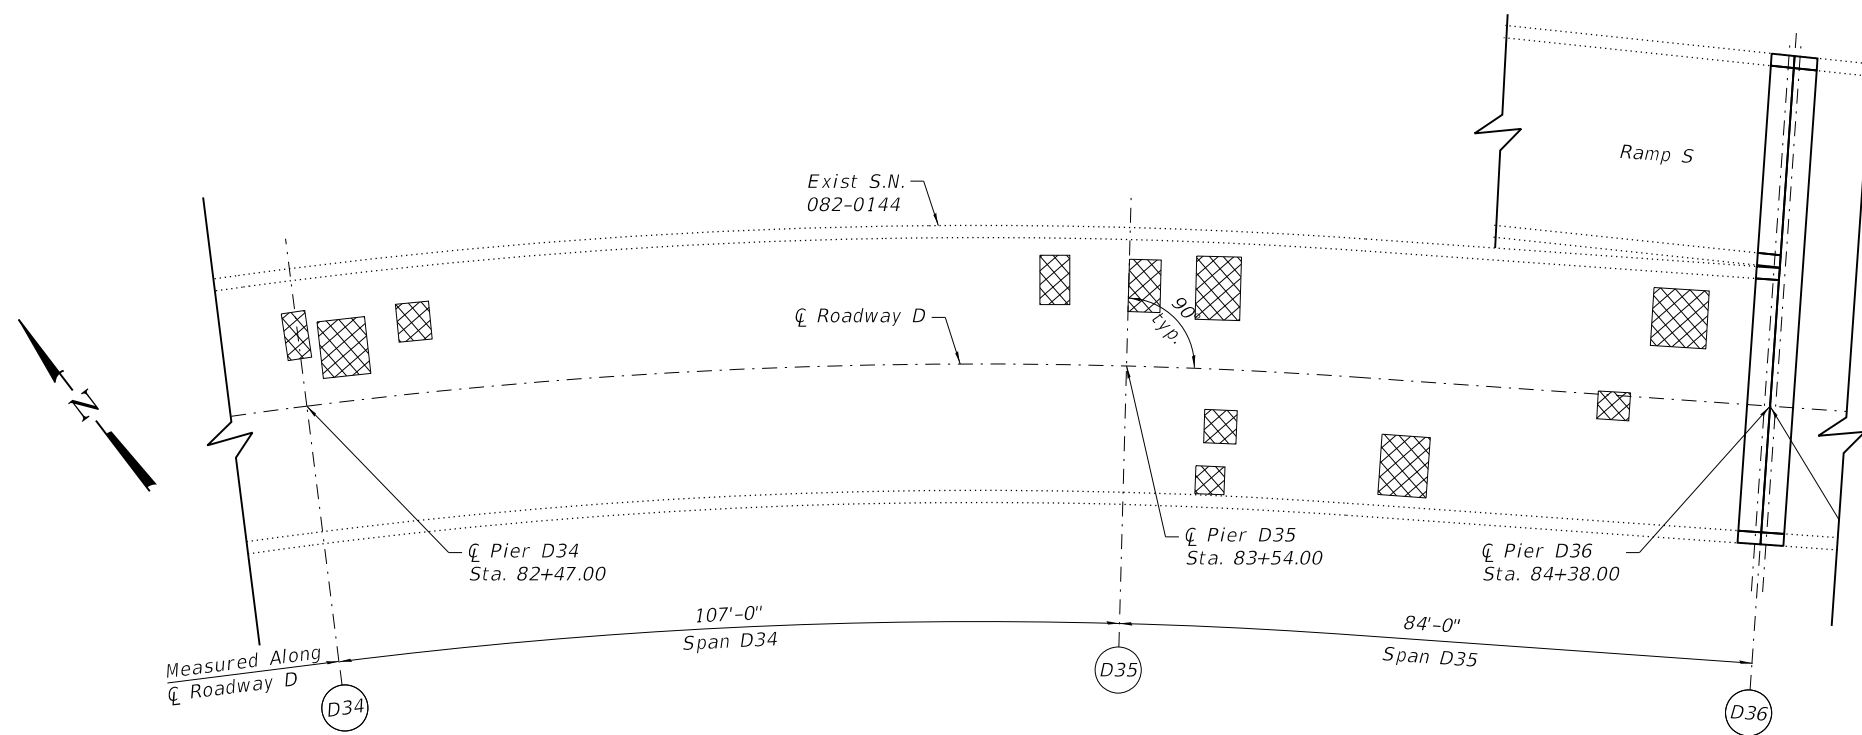 Ramp S
Exist S.N.
082-0144
℄ Roadway D
90
typ.
N
℄ Pier D34
Sta. 82+47.00
℄ Pier D35
Sta. 83+54.00
℄ Pier D36
Sta. 84+38.00
107'-0"
Span D34
84'-0"
Span D35
Measured Along
℄ Roadway D
D34
D35
D36